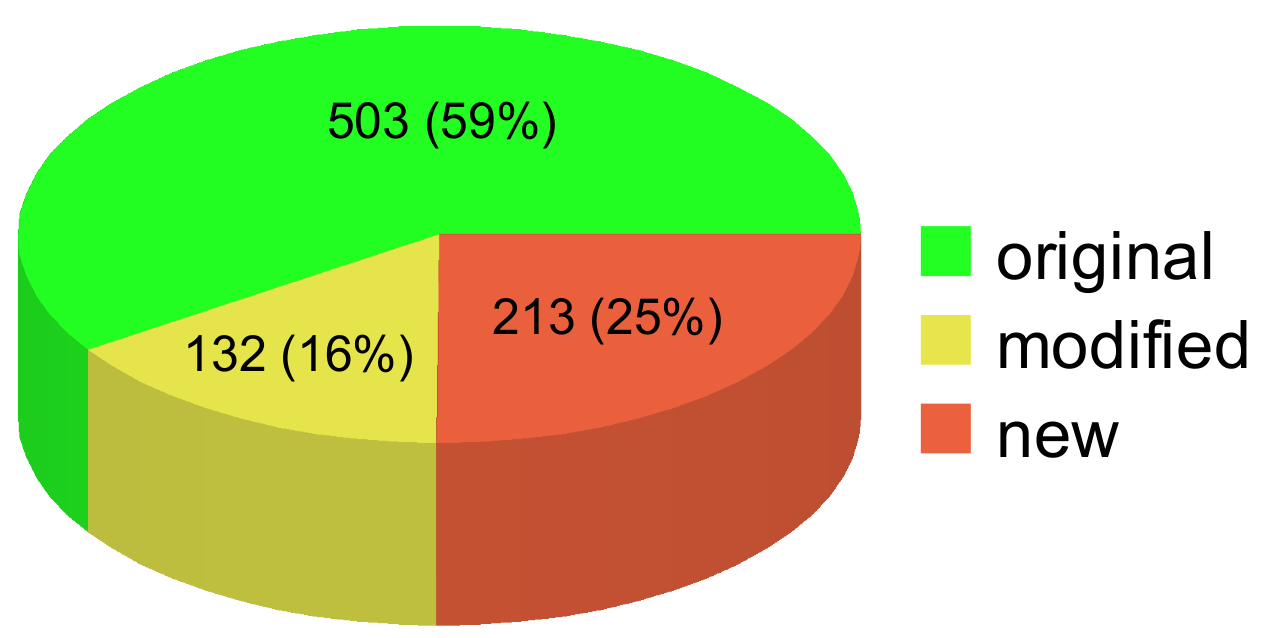 503 (59%)
132 (16%)
213 (25%)
original
modified
new